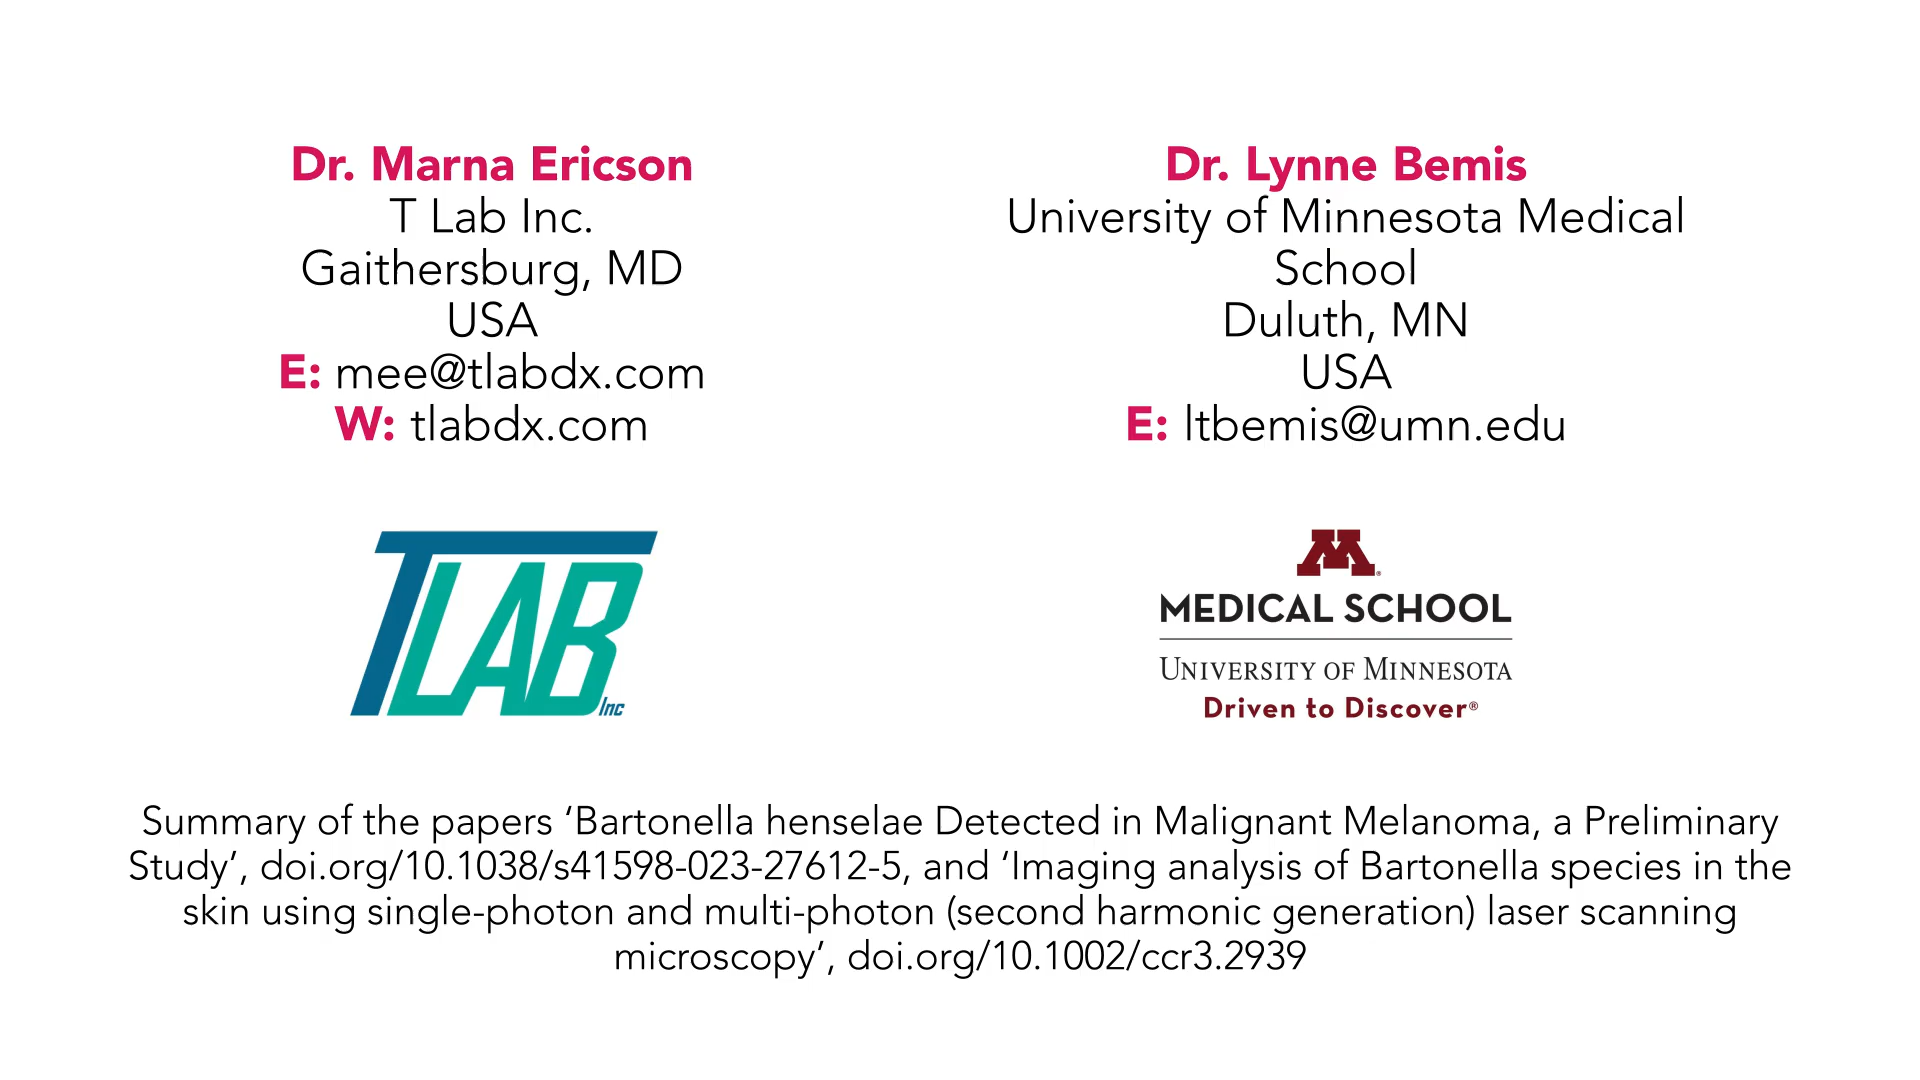 Dr. Marna Ericson
T Lab Inc.
Gaithersburg, MD
USA
E: mee@tlabdx.com
W: tlabdx.com
TLAB Inc
Dr. Lynne Bemis
University of Minnesota Medical
School
Duluth, MN
USA
E: ltbemis@umn.edu
M®
MEDICAL SCHOOL
UNIVERSITY OF MINNESOTA
Driven to Discover®
Summary of the papers ‘Bartonella henselae Detected in Malignant Melanoma, a Preliminary
Study’, doi.org/10.1038/s41598-023-27612-5, and ‘Imaging analysis of Bartonella species in the
skin using single-photon and multi-photon (second harmonic generation) laser scanning
microscopy’, doi.org/10.1002/ccr3.2939